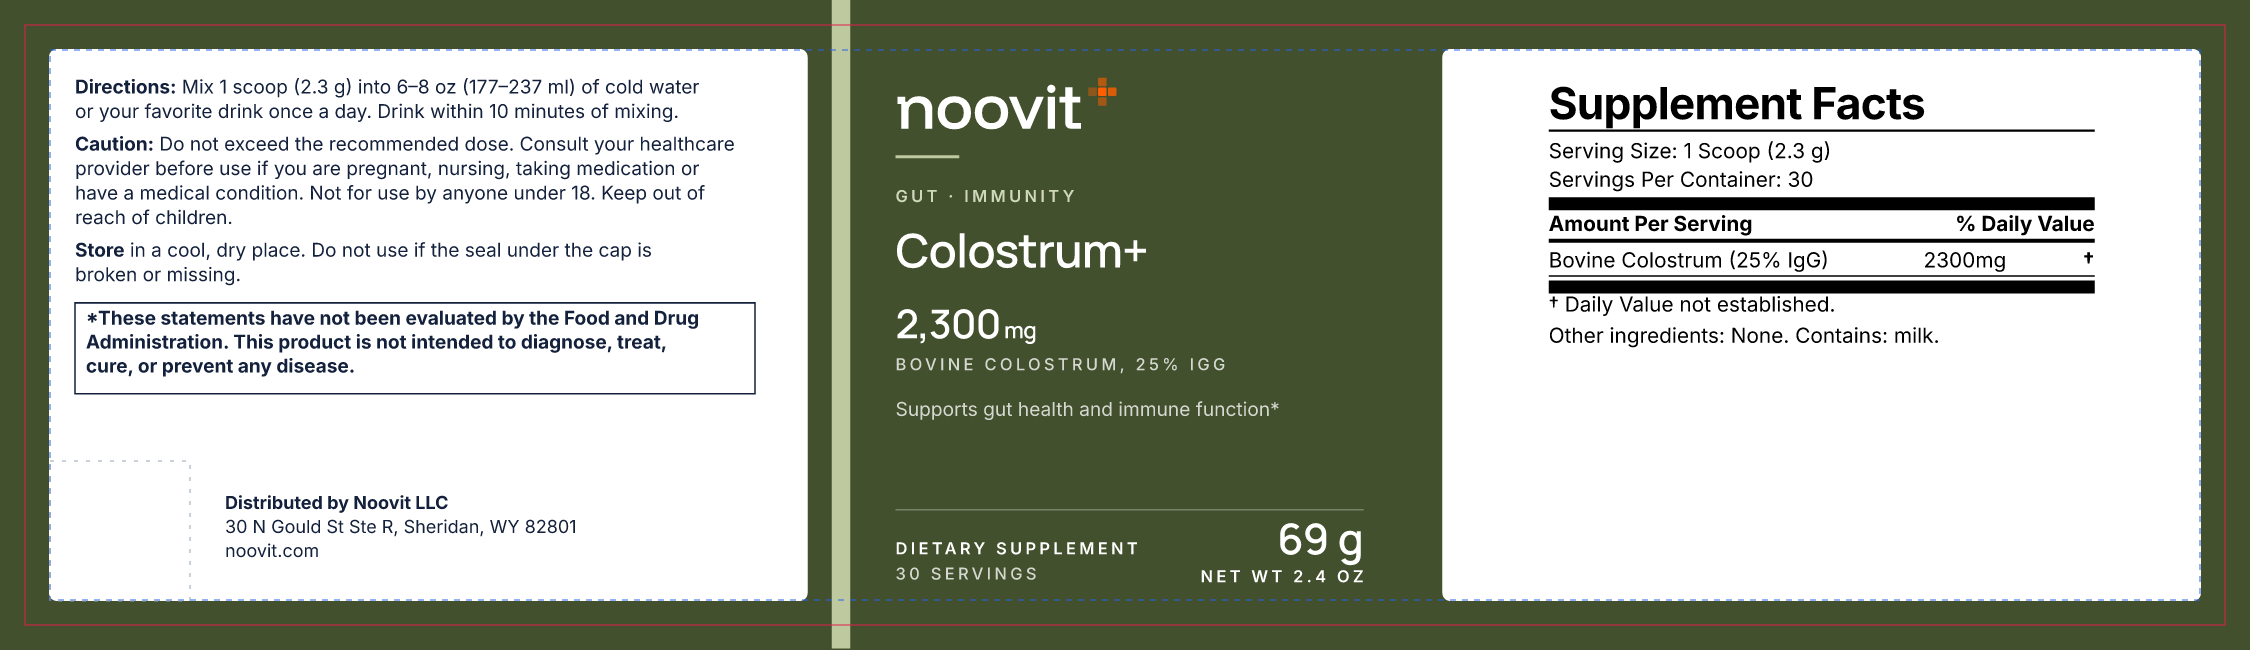 Directions: Mix 1 scoop (2.3 g) into 6–8 oz (177–237 ml) of cold water
or your favorite drink once a day. Drink within 10 minutes of mixing.
Caution: Do not exceed the recommended dose. Consult your healthcare
provider before use if you are pregnant, nursing, taking medication or
have a medical condition. Not for use by anyone under 18. Keep out of
reach of children.
Store in a cool, dry place. Do not use if the seal under the cap is
broken or missing.
*These statements have not been evaluated by the Food and Drug
Administration. This product is not intended to diagnose, treat,
cure, or prevent any disease.
Distributed by Noovit LLC
30 N Gould St Ste R, Sheridan, WY 82801
noovit.com
noovit
GUT · IMMUNITY
Colostrum+
2,300 mg
BOVINE COLOSTRUM, 25% IGG
Supports gut health and immune function*
DIETARY SUPPLEMENT
30 SERVINGS
69 g
NET WT 2.4 OZ
Supplement Facts
Serving Size: 1 Scoop (2.3 g)
Servings Per Container: 30
Amount Per Serving % Daily Value
Bovine Colostrum (25% IgG) 2300mg †
† Daily Value not established.
Other ingredients: None. Contains: milk.